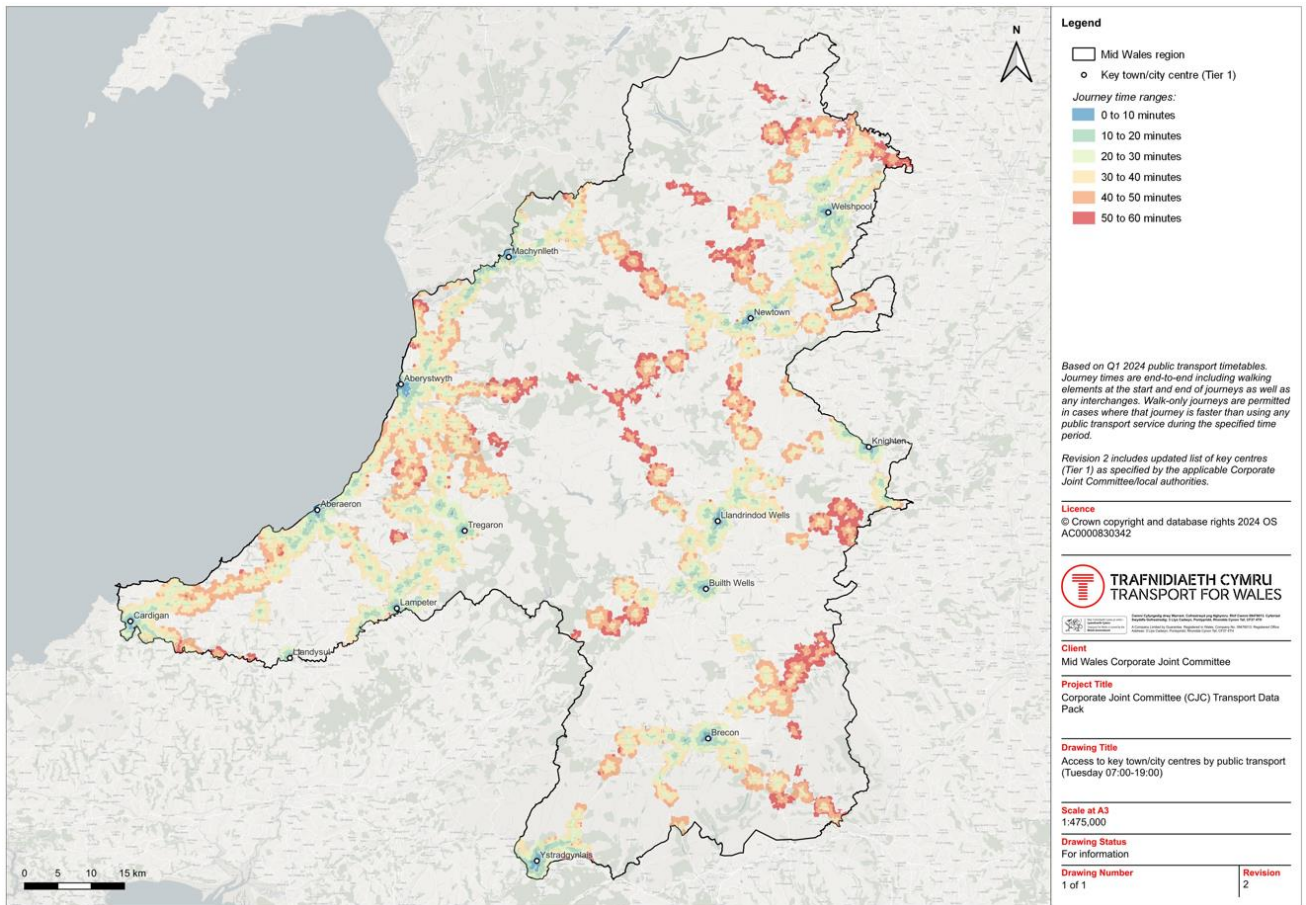 N
Welshpool
Machynlleth
Newtown
Aberystwyth
Knighton
Aberaeron
Llandrindod Wells
Tregaron
Builth Wells
Lampeter
Cardigan
Llandysul
Brecon
Ystradgynlais
0 5 10 15 km
Legend
Mid Wales region
Key town/city centre (Tier 1)
Journey time ranges:
0 to 10 minutes
10 to 20 minutes
20 to 30 minutes
30 to 40 minutes
40 to 50 minutes
50 to 60 minutes
Based on Q1 2024 public transport timetables.
Journey times are end-to-end including walking
elements at the start and end of journeys as well as
any interchanges. Walk-only journeys are permitted
in cases where that journey is faster than using any
public transport service during the specified time
period.
Revision 2 includes updated list of key centres
(Tier 1) as specified by the applicable Corporate
Joint Committee/local authorities.
Licence
© Crown copyright and database rights 2024 OS
AC0000830342
TRAFNIDIAETH CYMRU
TRANSPORT FOR WALES
Client
Mid Wales Corporate Joint Committee
Project Title
Corporate Joint Committee (CJC) Transport Data
Pack
Drawing Title
Access to key town/city centres by public transport
(Tuesday 07:00-19:00)
Scale at A3
1:475,000
Drawing Status
For information
Drawing Number
1 of 1
Revision
2